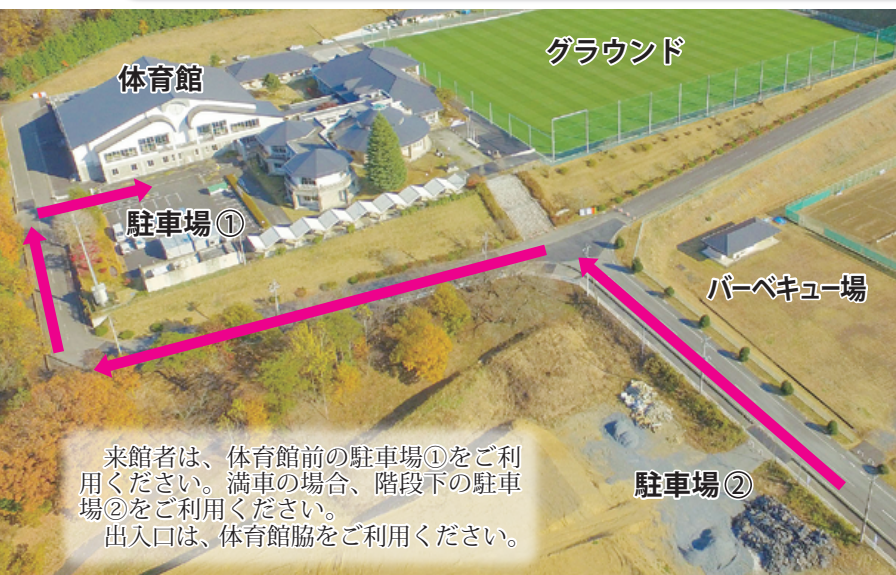 グラウンド
体育館
駐車場①
バーベキュー場
駐車場②
　来館者は、体育館前の駐車場①をご利
用ください。満車の場合、階段下の駐車
場②をご利用ください。
　出入口は、体育館脇をご利用ください。